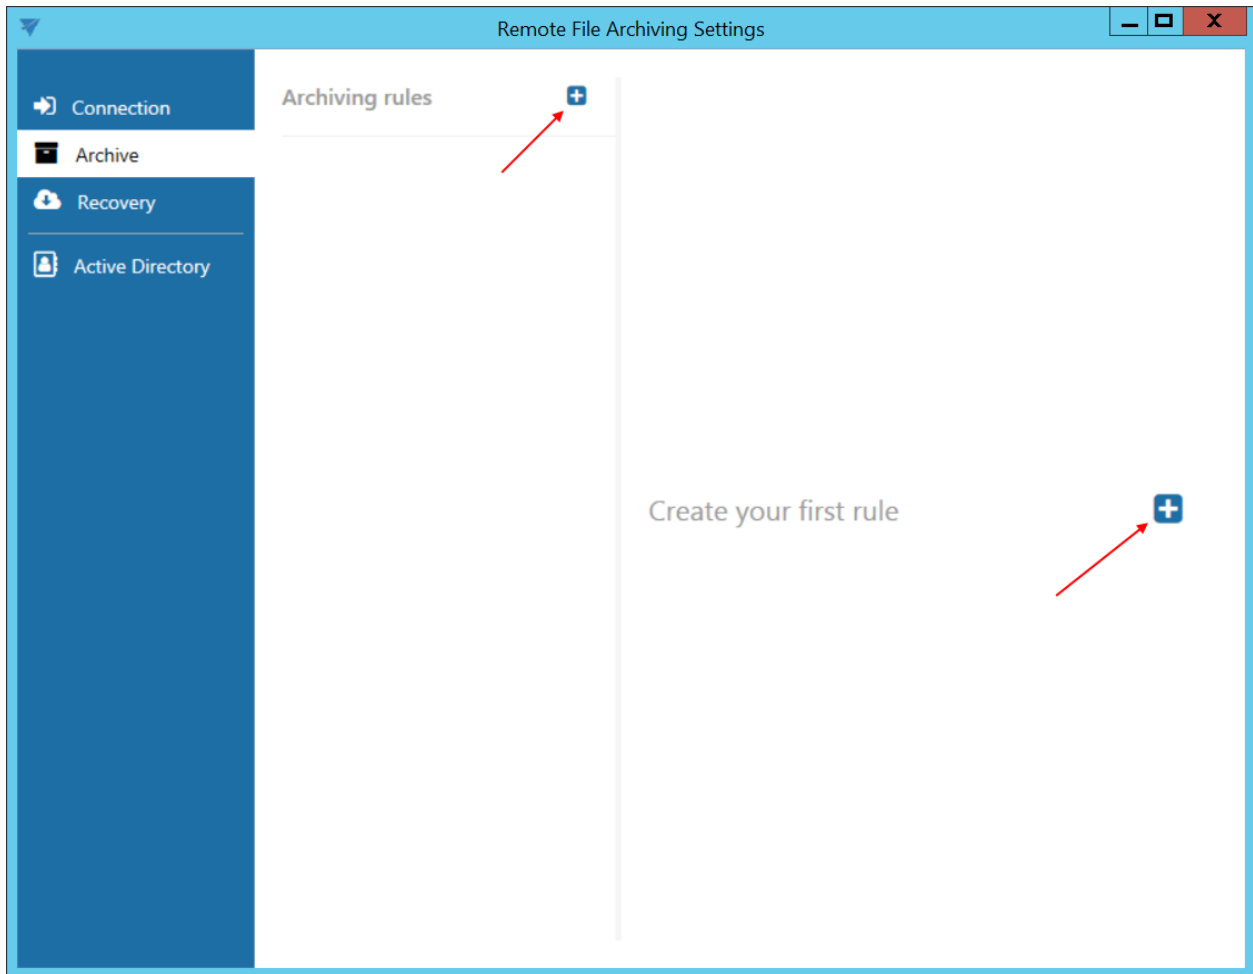 Remote File Archiving Settings
Connection
Archive
Recovery
Active Directory
Archiving rules
Create your first rule